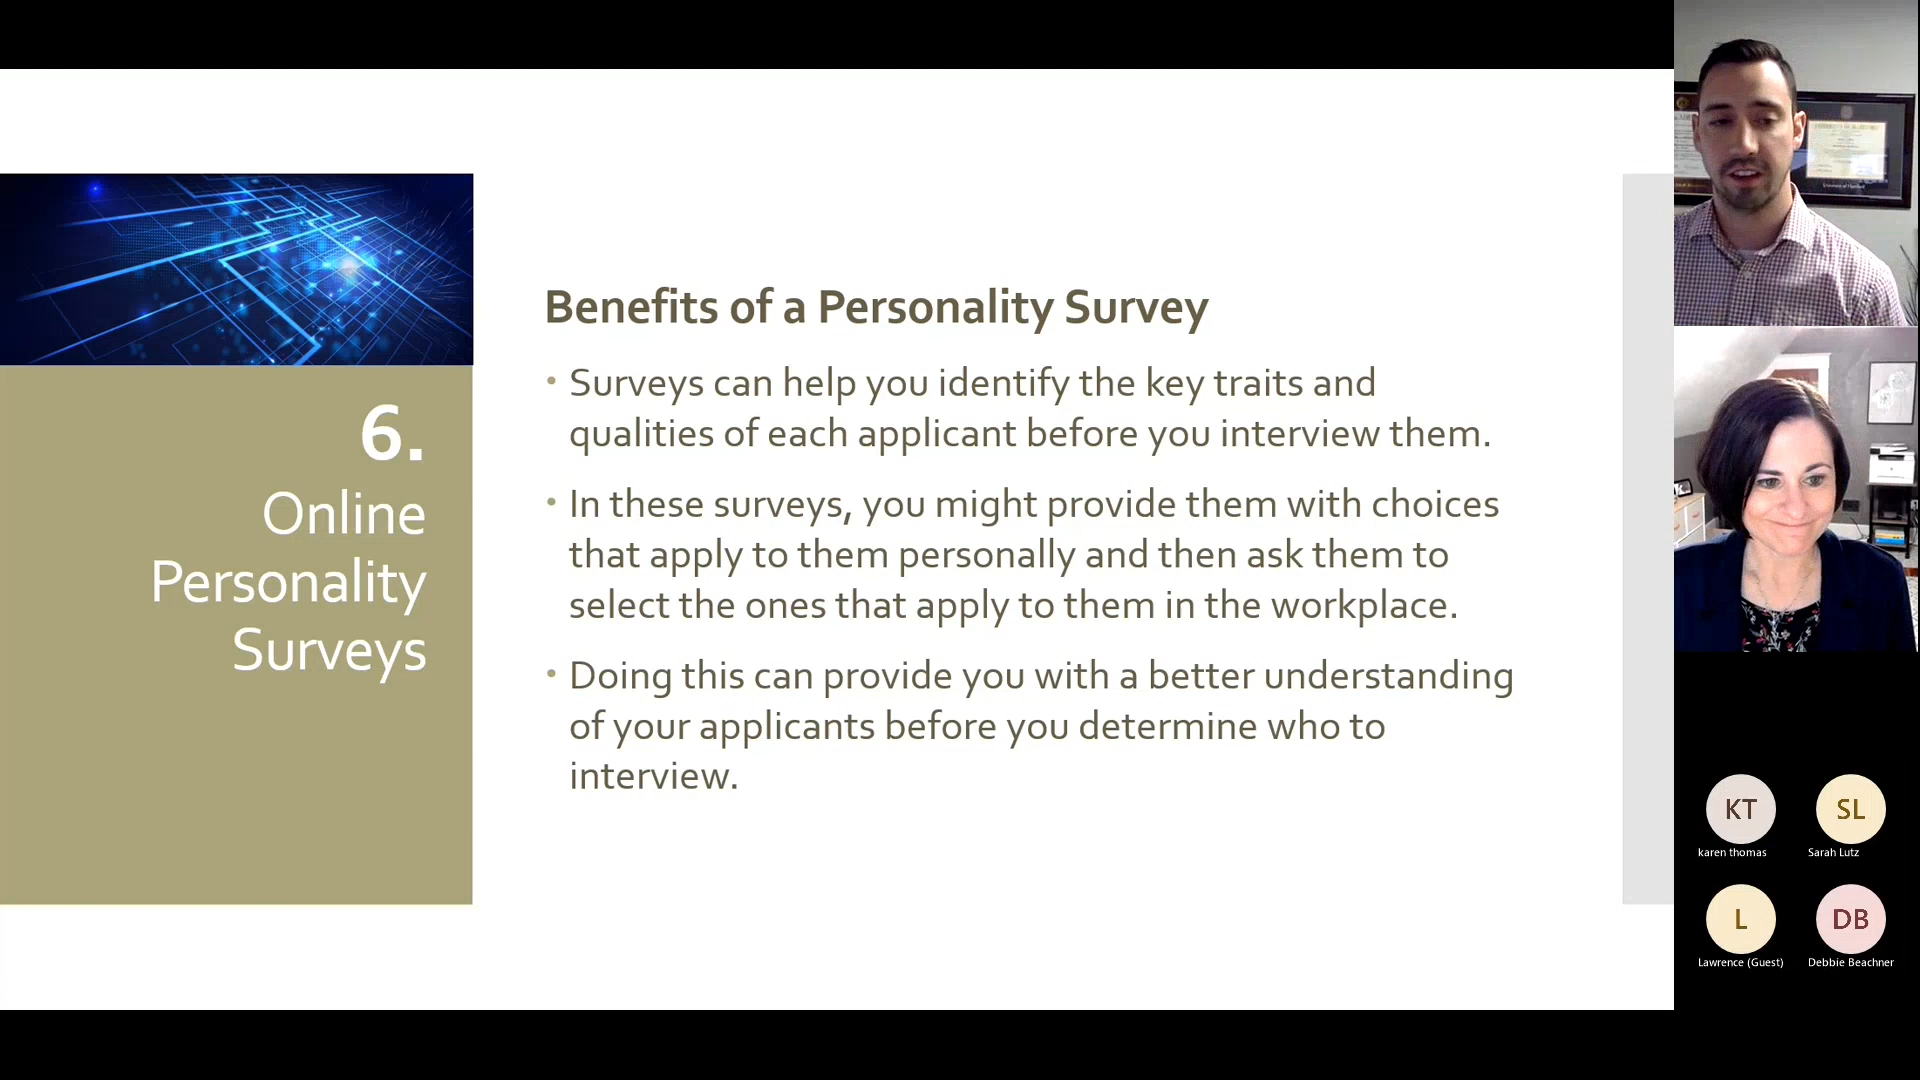 6.
Online
Personality
Surveys
Benefits of a Personality Survey
• Surveys can help you identify the key traits and
qualities of each applicant before you interview them.
• In these surveys, you might provide them with choices
that apply to them personally and then ask them to
select the ones that apply to them in the workplace.
• Doing this can provide you with a better understanding
of your applicants before you determine who to
interview.
KT
karen thomas
SL
Sarah Lutz
L
Lawrence (Guest)
DB
Debbie Beachner